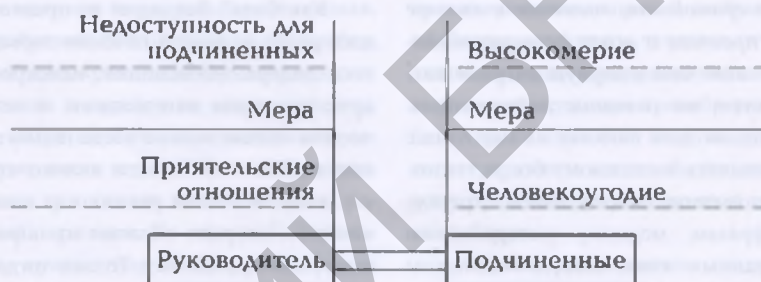 Недоступность для
подчиненных
Высокомерие
Мера
Мера
Приятельские
отношения
Человекоугодие
Руководитель
Подчиненные